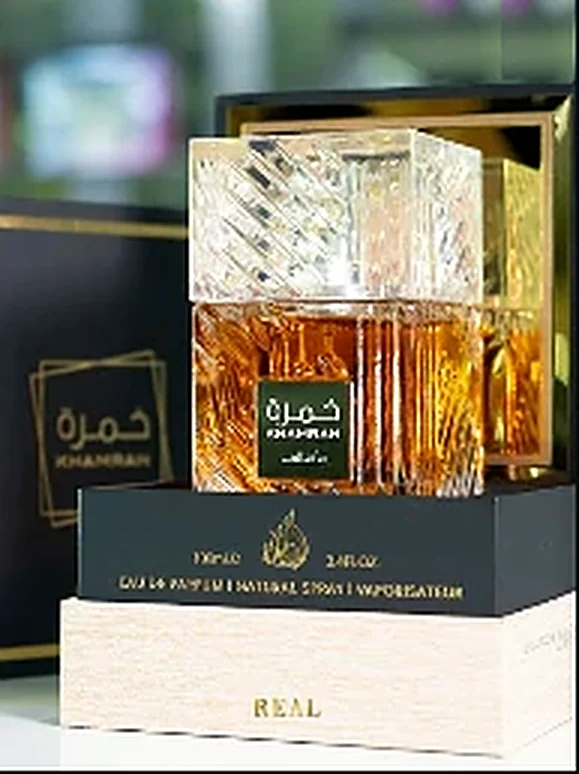 خمرة
KHAMRAH
خمرة
KHAMRAH
100ml.℮ 3.4FL.OZ.
EAU DE PARFUM I NATURAL SPRAY I VAPORISATEUR
REAL